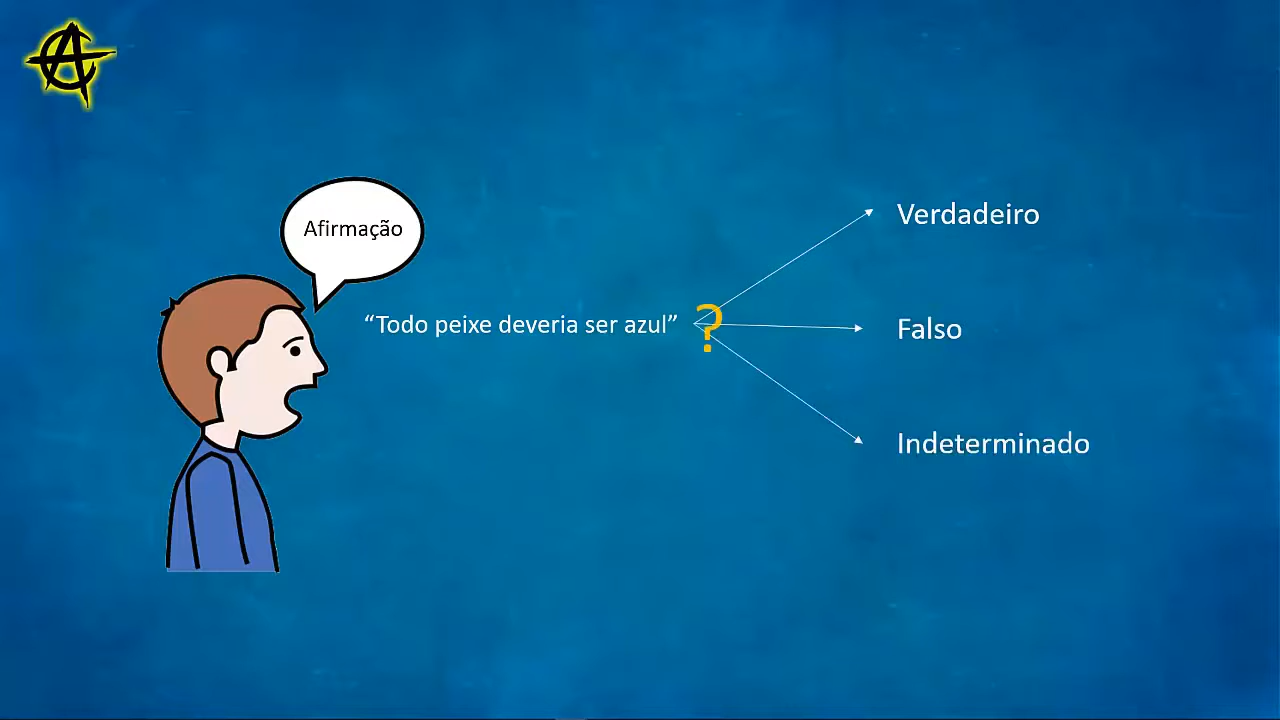 Afirmação
“Todo peixe deveria ser azul”
?
Verdadeiro
Falso
Indeterminado